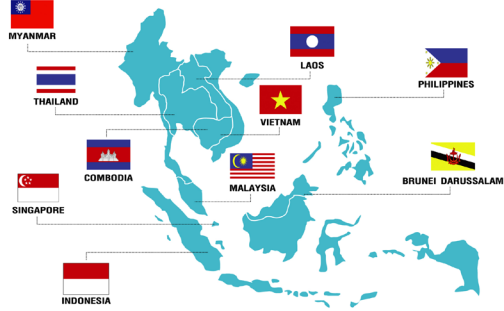 MYANMAR
LAOS
PHILIPPINES
THAILAND
VIETNAM
COMBODIA
MALAYSIA
BRUNEI DARUSSALAM
SINGAPORE
INDONESIA